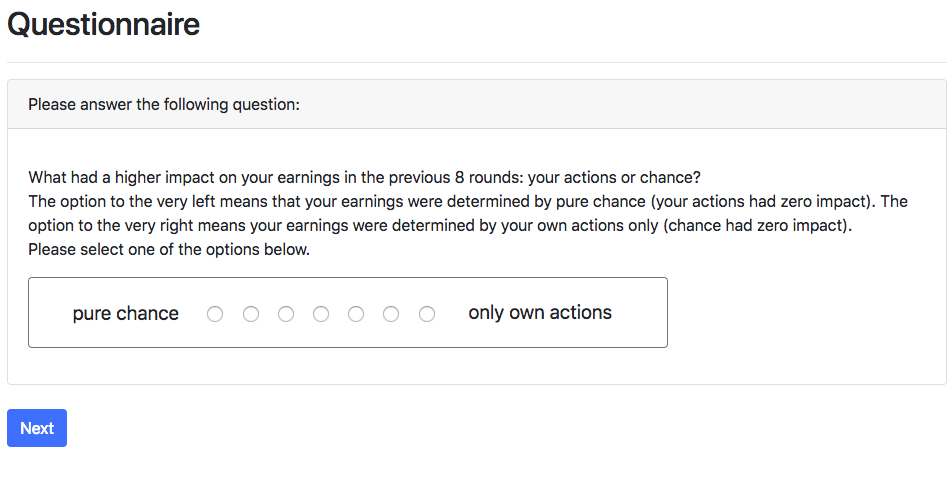 Questionnaire
Please answer the following question:
What had a higher impact on your earnings in the previous 8 rounds: your actions or chance?
The option to the very left means that your earnings were determined by pure chance (your actions had zero impact). The
option to the very right means your earnings were determined by your own actions only (chance had zero impact).
Please select one of the options below.
pure chance only own actions
Next